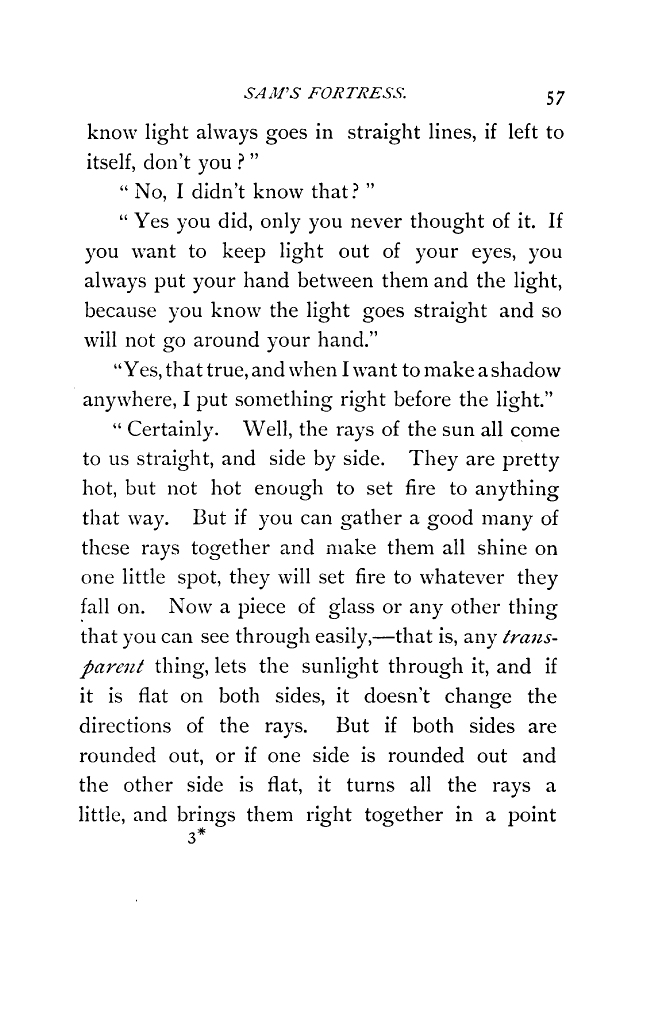 SAM'S FORTRESS. 57
know light always goes in straight lines, if left to
itself, don't you ? "
" No, I didn't know that ? "
" Yes you did, only you never thought of it. If
you want to keep light out of your eyes, you
always put your hand between them and the light,
because you know the light goes straight and so
will not go around your hand."
"Yes, that true, and when I want to make a shadow
anywhere, I put something right before the light."
" Certainly. Well, the rays of the sun all come
to us straight, and side by side. They are pretty
hot, but not hot enough to set fire to anything
that way. But if you can gather a good many of
these rays together and make them all shine on
one little spot, they will set fire to whatever they
fall on. Now a piece of glass or any other thing
that you can see through easily,—that is, any trans-
parent thing, lets the sunlight through it, and if
it is flat on both sides, it doesn't change the
directions of the rays. But if both sides are
rounded out, or if one side is rounded out and
the other side is flat, it turns all the rays a
little, and brings them right together in a point
3*